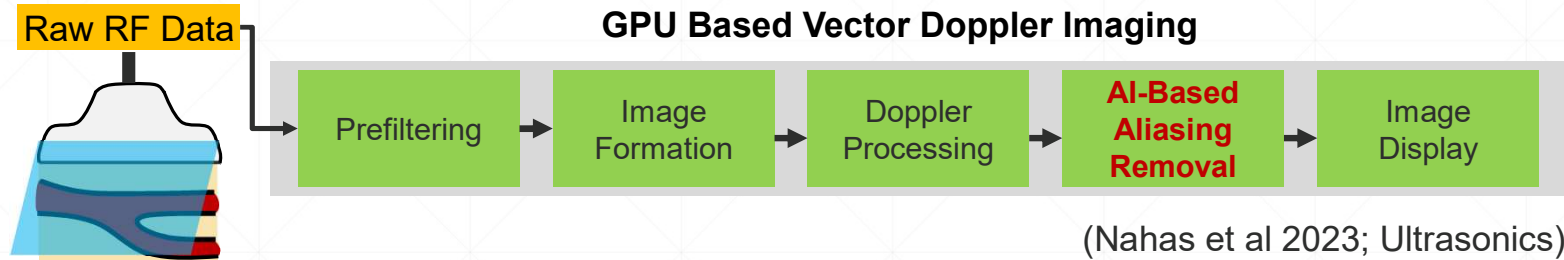 Raw RF Data
GPU Based Vector Doppler Imaging
Prefiltering
Image
Formation
Doppler
Processing
AI-Based
Aliasing
Removal
Image
Display
(Nahas et al 2023; Ultrasonics)